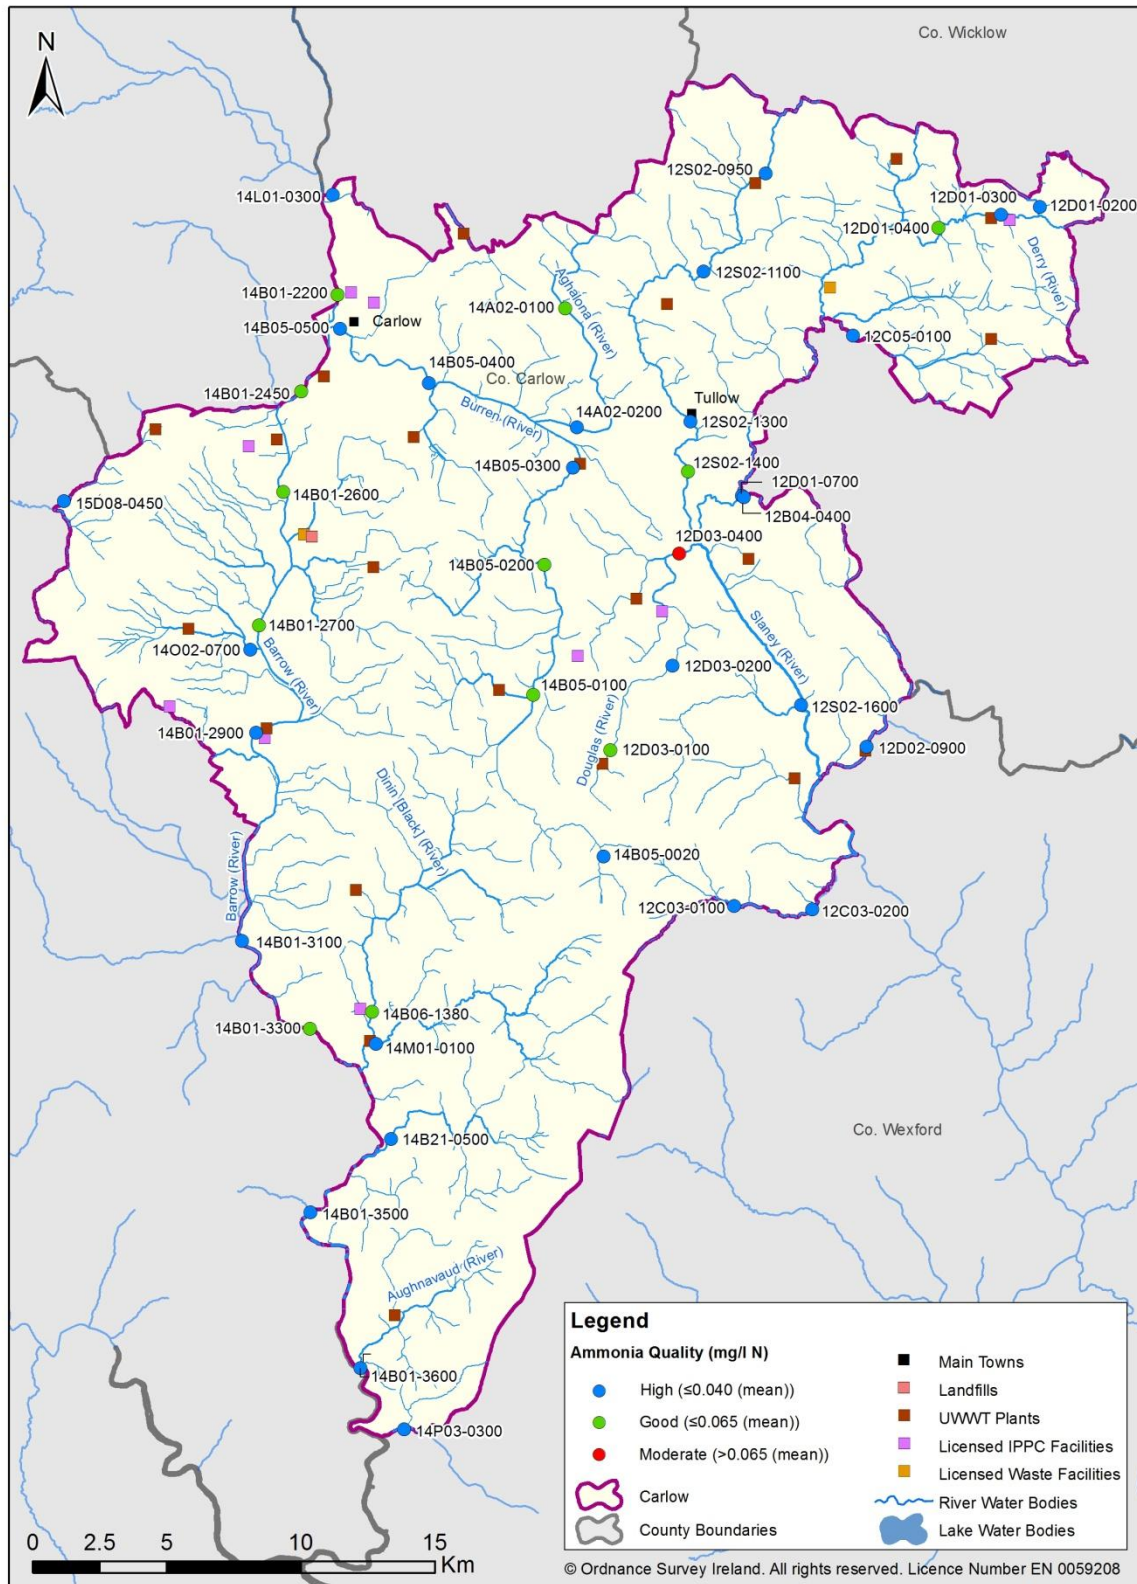 Co. Wicklow
N
12S02-0950
14L01-0300
12D01-0300
12D01-0200
12D01-0400
Derry (River)
12S02-1100
Aghalona (River)
14B01-2200
14A02-0100
Carlow
14B05-0500
12C05-0100
14B05-0400
Co. Carlow
14B01-2450
Burren (River)
Tullow
14A02-0200
12S02-1300
14B05-0300
12S02-1400
12D01-0700
14B01-2600
15D08-0450
12B04-0400
12D03-0400
14B05-0200
14B01-2700
Barrow (River)
14O02-0700
Slaney (River)
12D03-0200
14B05-0100
12S02-1600
14B01-2900
Douglas (River)
12D03-0100
12D02-0900
Dinin [Black] (River)
14B05-0020
Barrow (River)
12C03-0100
12C03-0200
14B01-3100
14B06-1380
14B01-3300
14M01-0100
Co. Wexford
14B21-0500
14B01-3500
Aughnavaud (River)
14B01-3600
14P03-0300
Legend
Ammonia Quality (mg/l N)
High (≤0.040 (mean))
Good (≤0.065 (mean))
Moderate (>0.065 (mean))
Carlow
County Boundaries
Main Towns
Landfills
UWWT Plants
Licensed IPPC Facilities
Licensed Waste Facilities
River Water Bodies
Lake Water Bodies
0 2.5 5 10 15
Km
© Ordnance Survey Ireland. All rights reserved. Licence Number EN 0059208